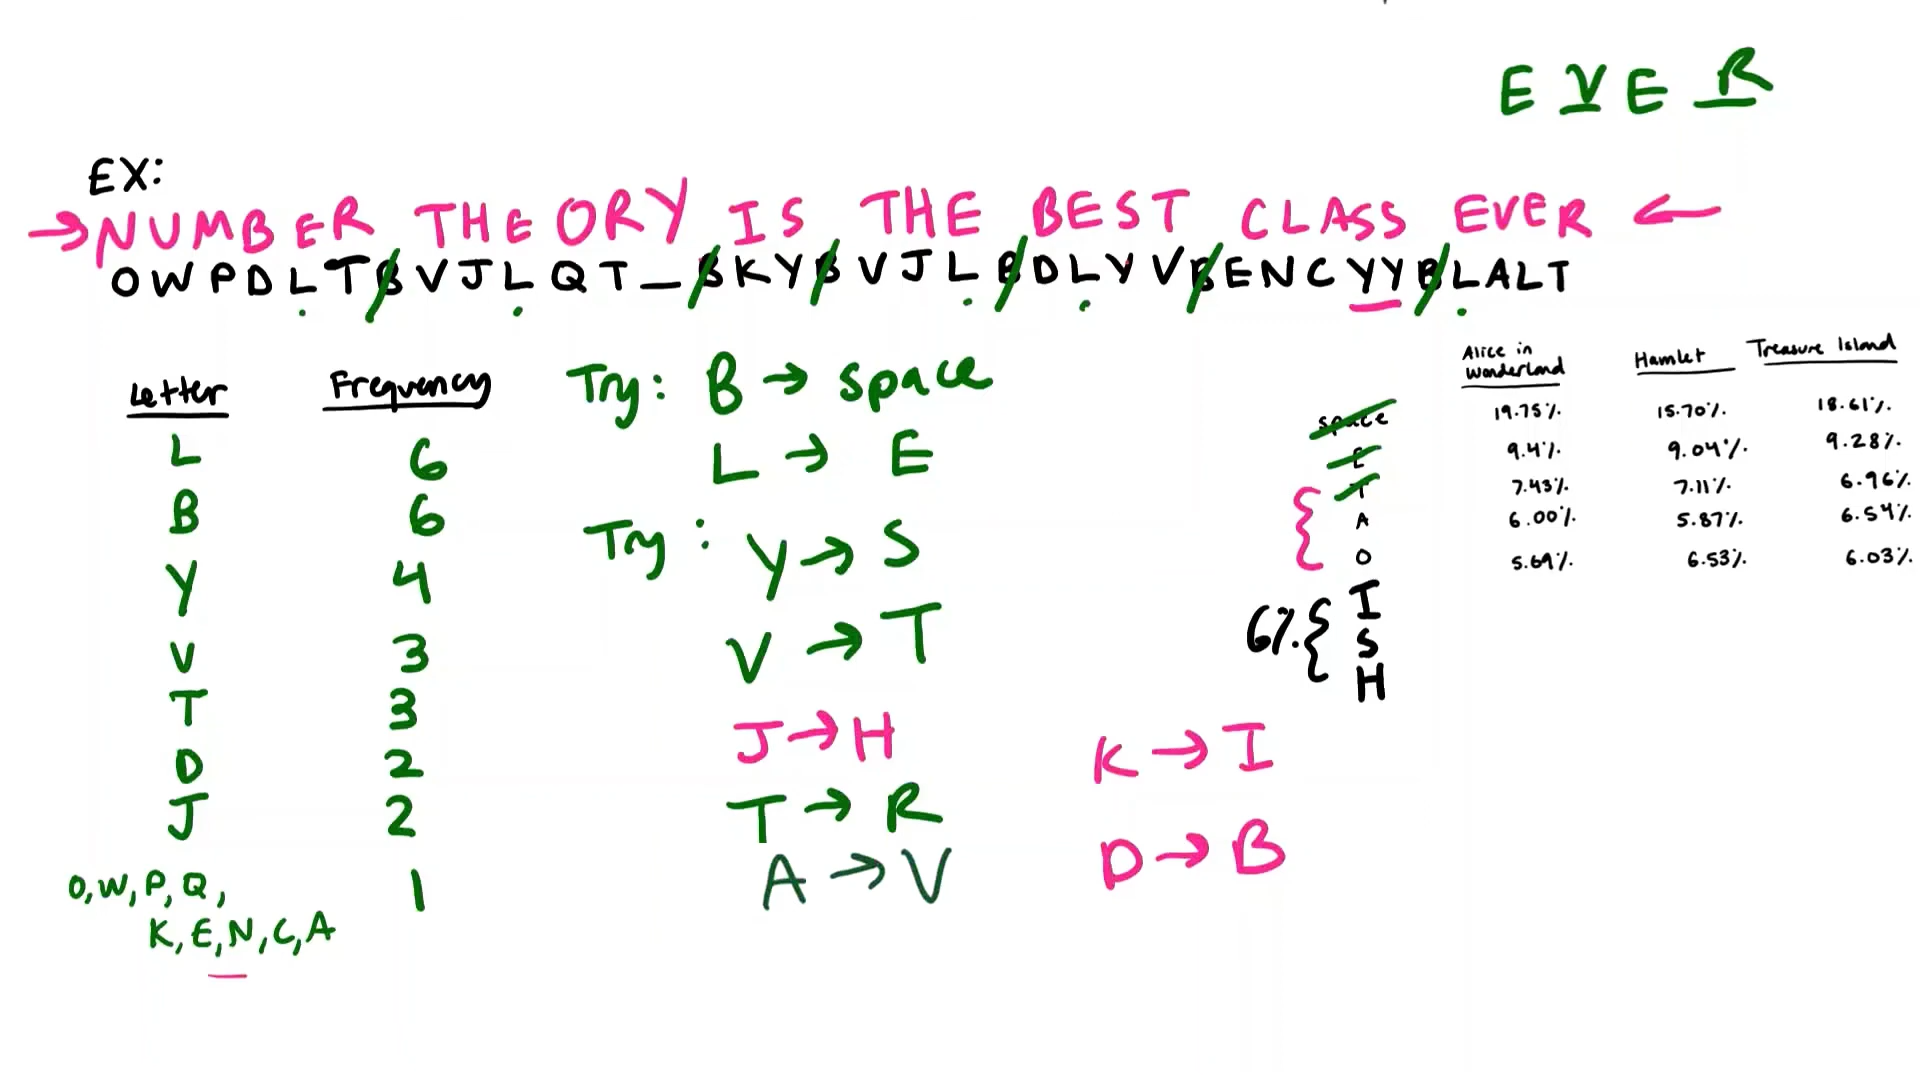 E V E R
EX:
→ NUMBER THEORY IS THE BEST CLASS EVER ←
OWPDLTBVJLQT_BKYBVJLBDLYVBENCYYBLALT
Letter Frequency
L 6
B 6
Y 4
V 3
T 3
D 2
J 2
O,W,P,Q, 1
K,E,N,C,A
Try: B → space
L → E
Try: Y → S
V → T
J → H
T → R
A → V
K → I
D → B
Alice in Wonderland Hamlet Treasure Island
space 19.75% 15.70% 18.61%
E 9.4% 9.04% 9.28%
T 7.43% 7.11% 6.96%
A 6.00% 5.87% 6.54%
O 5.69% 6.53% 6.03%
6% { I
S
H